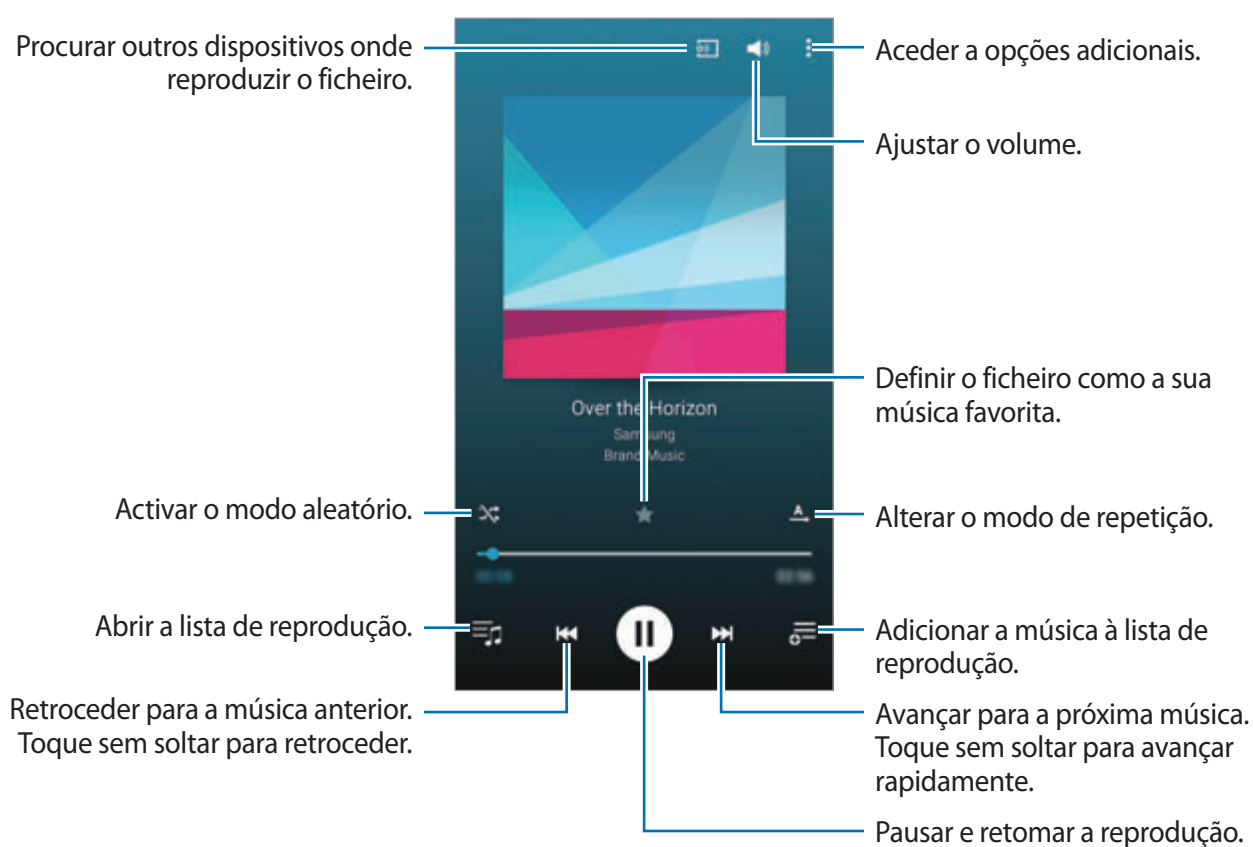 Procurar outros dispositivos onde
reproduzir o ficheiro.
Aceder a opções adicionais.
Ajustar o volume.
Definir o ficheiro como a sua
música favorita.
Over the Horizon
Samsung
Brand Music
Activar o modo aleatório.
A
Alterar o modo de repetição.
Abrir a lista de reprodução.
Adicionar a música à lista de
reprodução.
Retroceder para a música anterior.
Toque sem soltar para retroceder.
Avançar para a próxima música.
Toque sem soltar para avançar
rapidamente.
Pausar e retomar a reprodução.